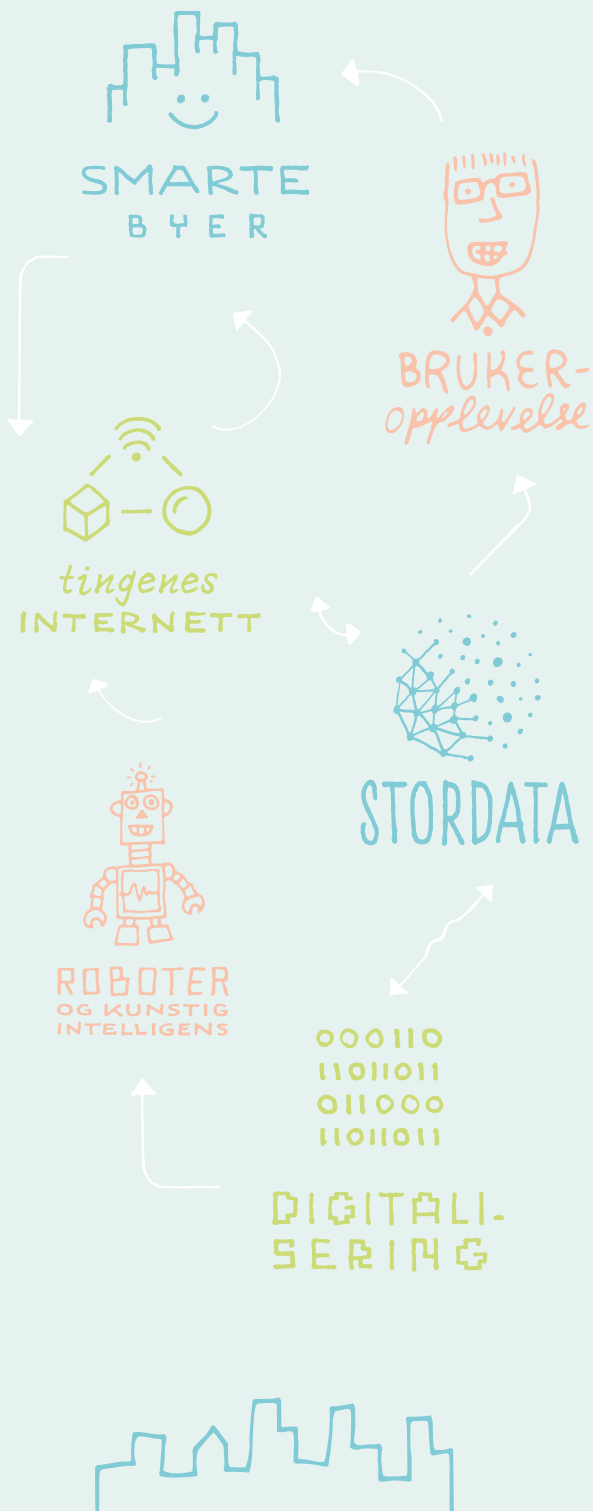 SMARTE
BYER
BRUKER-
opplevelse
tingenes
INTERNETT
STORDATA
ROBOTER
OG KUNSTIG
INTELLIGENS
000110
11011011
011000
11011011
DIGITALI-
SERING